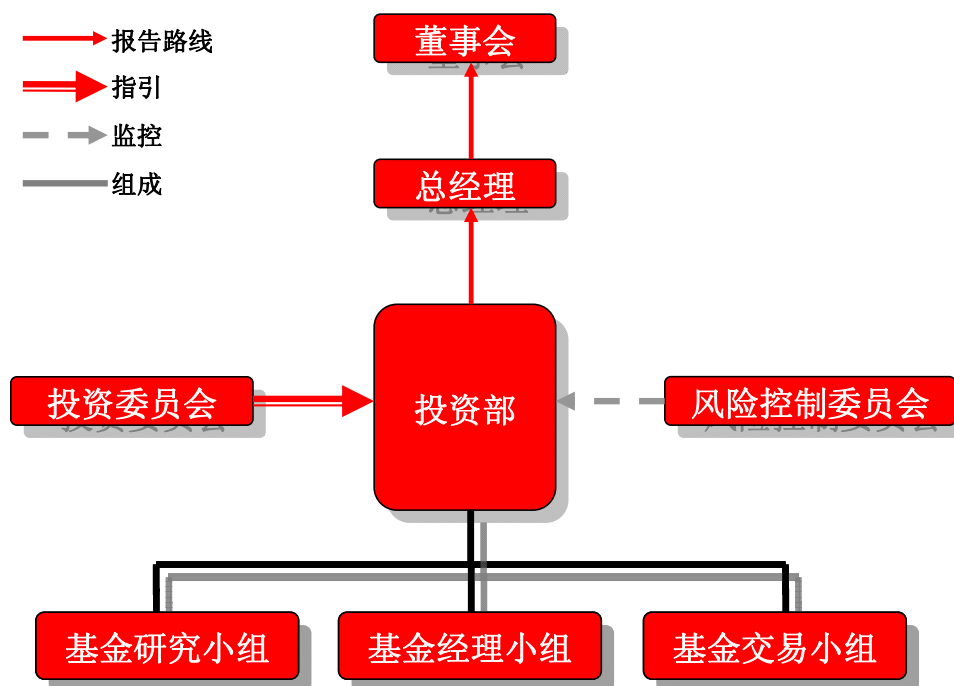 报告路线
指引
监控
组成
董事会
总经理
投资委员会
投资部
风险控制委员会
基金研究小组
基金经理小组
基金交易小组